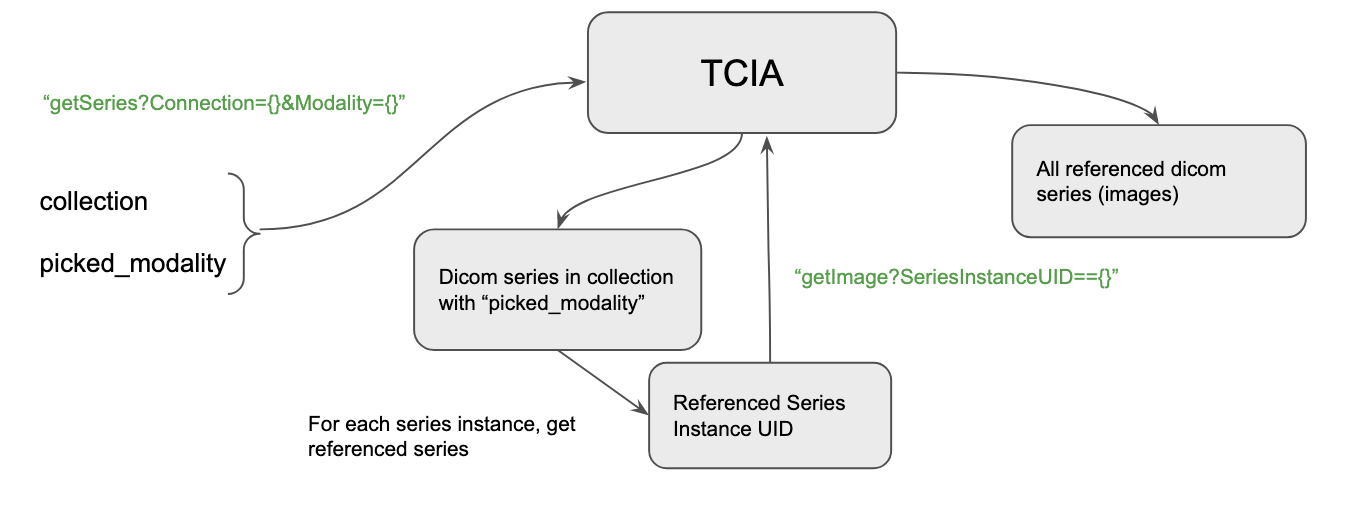 TCIA
“getSeries?Connection={}&Modality={}”
collection
picked_modality
All referenced dicom
series (images)
Dicom series in collection
with “picked_modality”
“getImage?SeriesInstanceUID=={}”
For each series instance, get
referenced series
Referenced Series
Instance UID